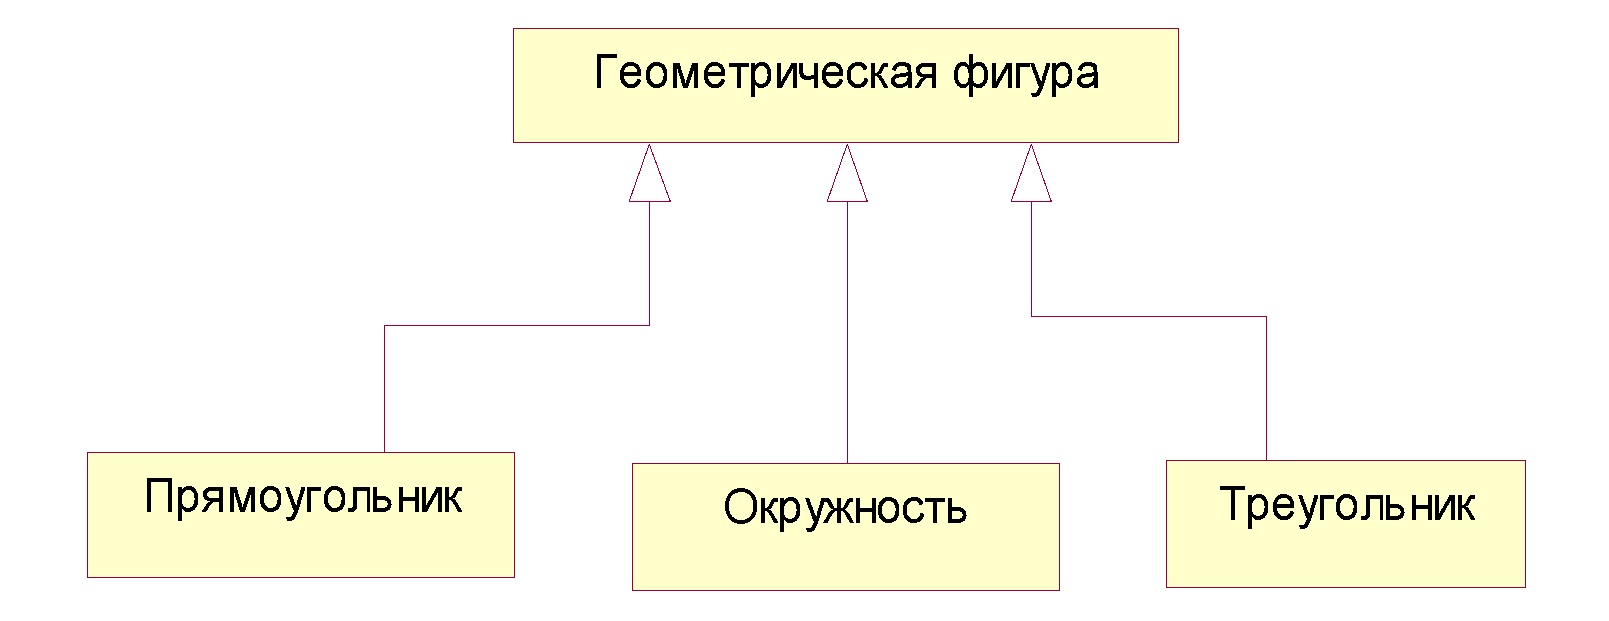 Геометрическая фигура
Прямоугольник
Окружность
Треугольник